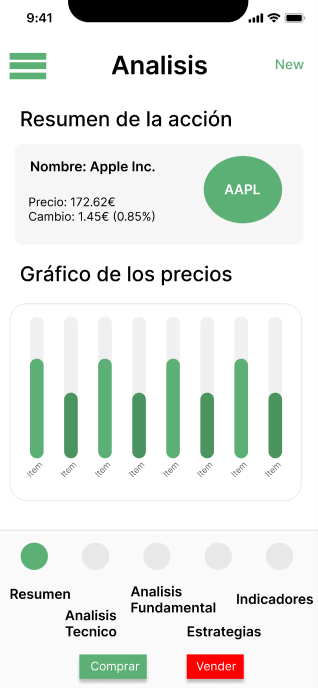 9:41
Analisis
New
Resumen de la acción
Nombre: Apple Inc.
AAPL
Precio: 172.62€
Cambio: 1.45€ (0.85%)
Gráfico de los precios
Item Item Item Item Item Item Item Item
Resumen
Analisis
Tecnico
Analisis
Fundamental
Estrategias
Indicadores
Comprar
Vender